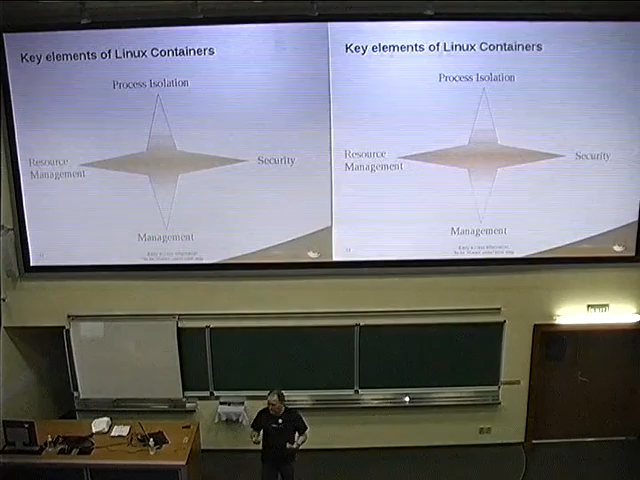 Key elements of Linux Containers
Process Isolation
Resource
Management
Security
Management
Key elements of Linux Containers
Process Isolation
Resource
Management
Security
Management